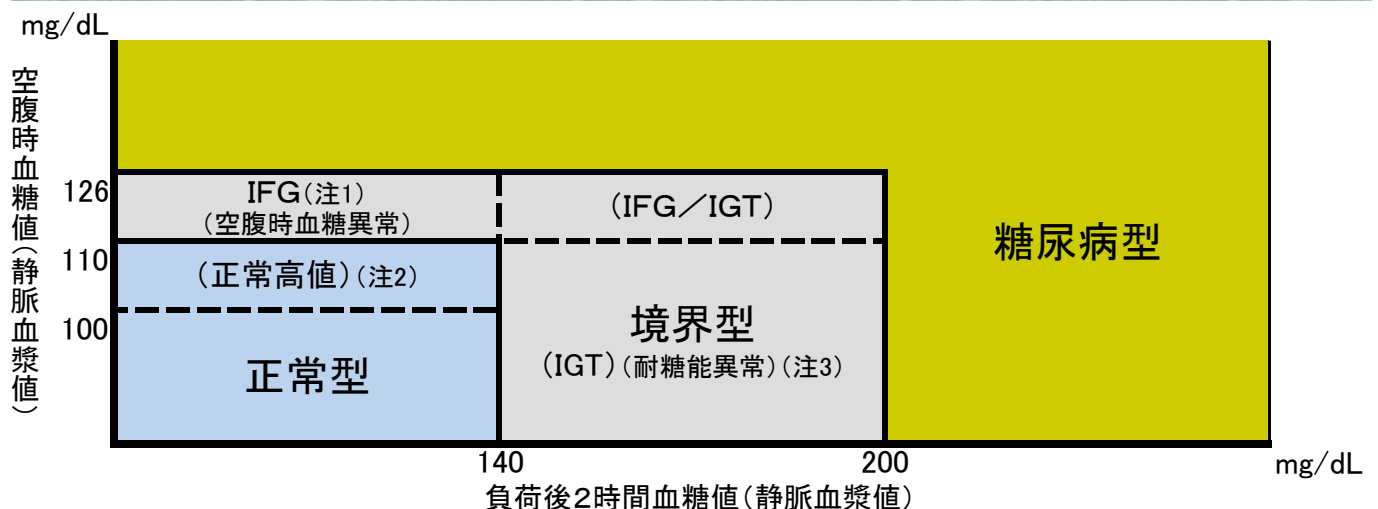 mg/dL
空腹時血糖値(静脈血漿値)
126
110
100
IFG(注1)
(空腹時血糖異常)
(IFG/IGT)
(正常高値)(注2)
正常型
境界型
(IGT)(耐糖能異常)(注3)
糖尿病型
140
200
mg/dL
負荷後2時間血糖値(静脈血漿値)